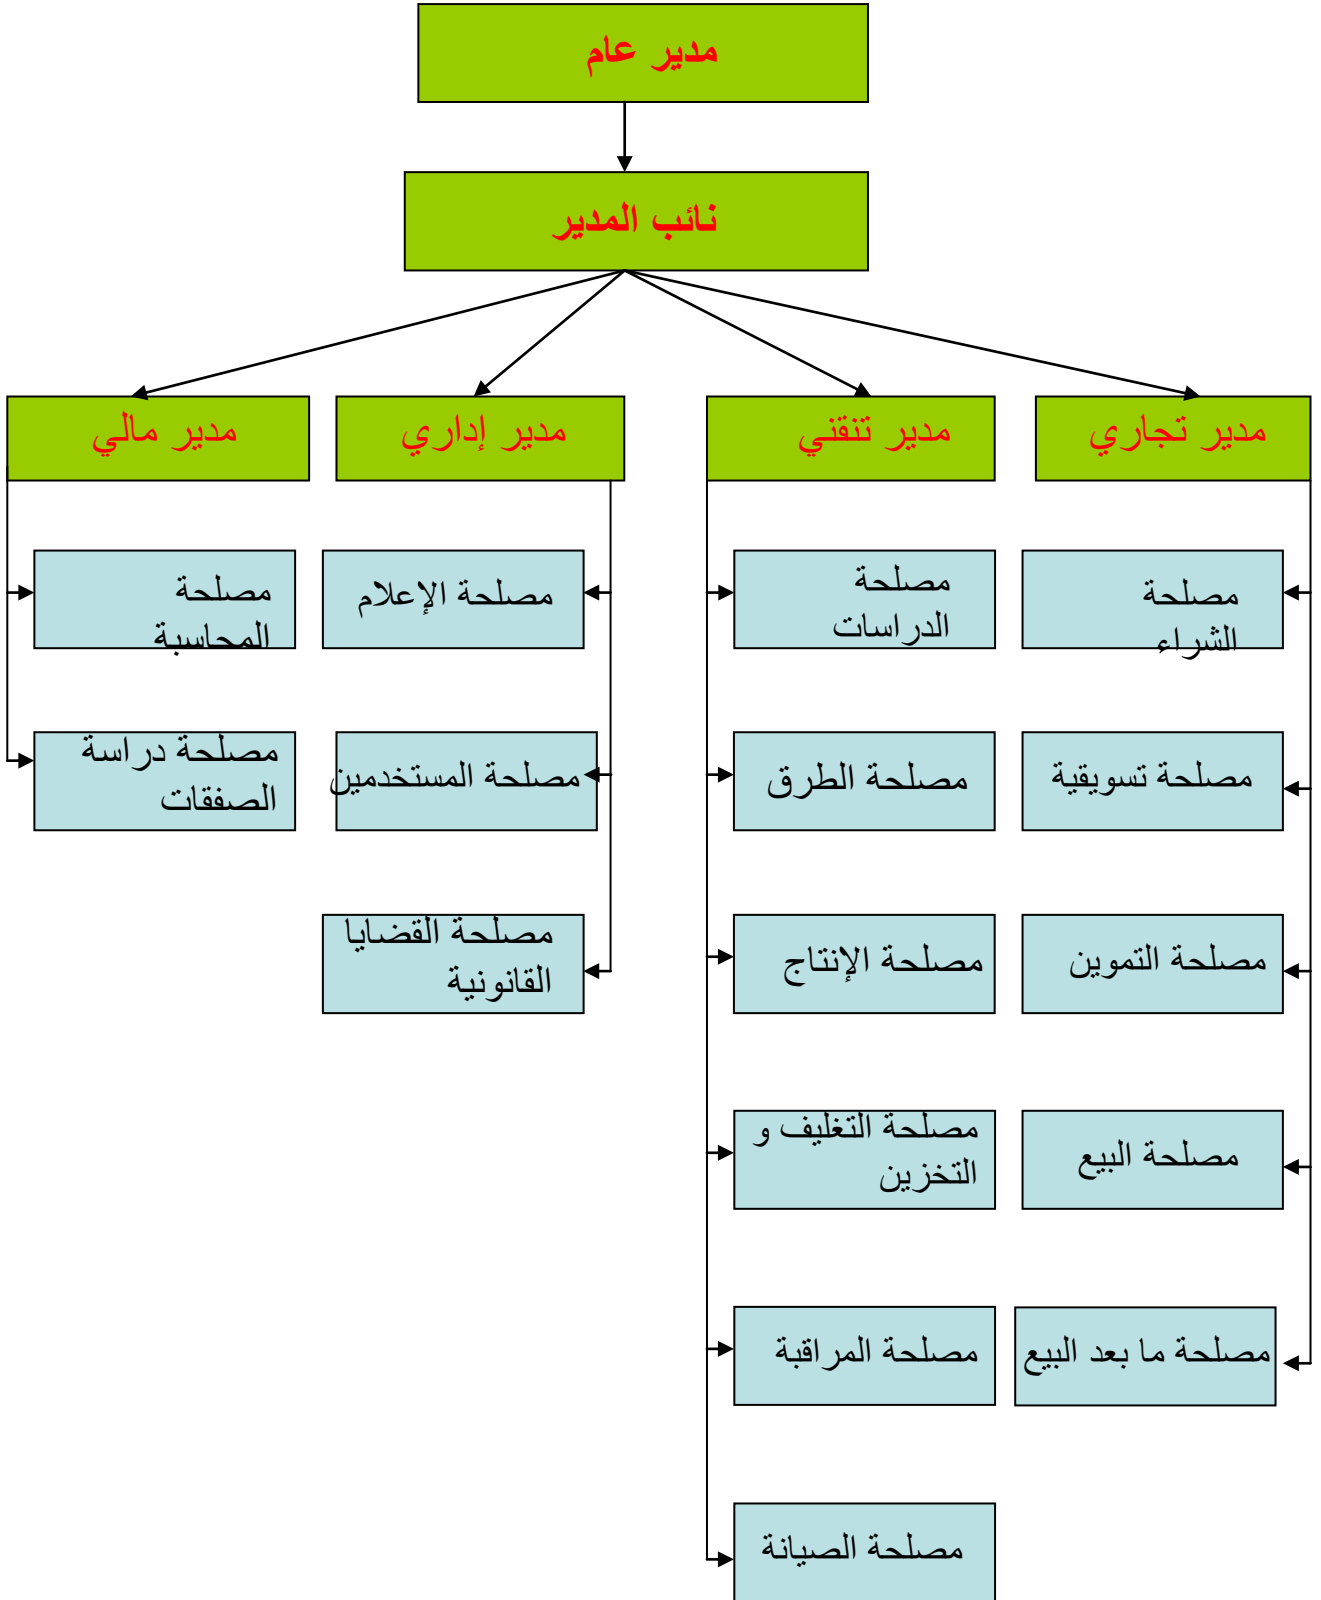 مدير عام
نائب المدير
مدير تجاري
مدير تنقني
مدير إداري
مدير مالي
مصلحة
الشراء
مصلحة
الدراسات
مصلحة الإعلام
مصلحة
المحاسبة
مصلحة تسويقية
مصلحة الطرق
مصلحة المستخدمين
مصلحة دراسة
الصفقات
مصلحة التموين
مصلحة الإنتاج
مصلحة القضايا
القانونية
مصلحة البيع
مصلحة التغليف و
التخزين
مصلحة ما بعد البيع
مصلحة المراقبة
مصلحة الصيانة